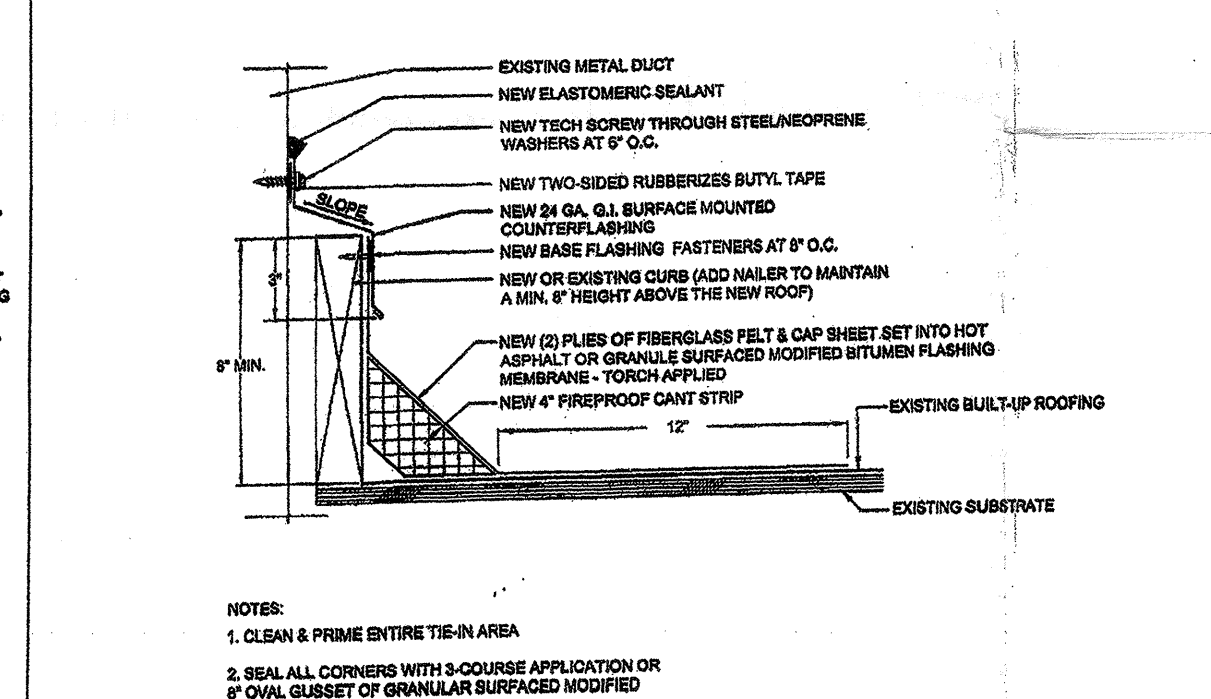 EXISTING METAL DUCT
NEW ELASTOMERIC SEALANT
NEW TECH SCREW THROUGH STEEL/NEOPRENE
WASHERS AT 6" O.C.
NEW TWO-SIDED RUBBERIZES BUTYL TAPE
SLOPE
NEW 24 GA. G.I. SURFACE MOUNTED
COUNTERFLASHING
NEW BASE FLASHING FASTENERS AT 8" O.C.
NEW OR EXISTING CURB (ADD NAILER TO MAINTAIN
A MIN. 8" HEIGHT ABOVE THE NEW ROOF)
3"
G
NEW (2) PLIES OF FIBERGLASS FELT & CAP SHEET SET INTO HOT
ASPHALT OR GRANULE SURFACED MODIFIED BITUMEN FLASHING
MEMBRANE - TORCH APPLIED
8" MIN.
NEW 4" FIREPROOF CANT STRIP
EXISTING BUILT-UP ROOFING
12"
EXISTING SUBSTRATE
NOTES:
1. CLEAN & PRIME ENTIRE TIE-IN AREA
2. SEAL ALL CORNERS WITH 3-COURSE APPLICATION OR
8" OVAL GUSSET OF GRANULAR SURFACED MODIFIED